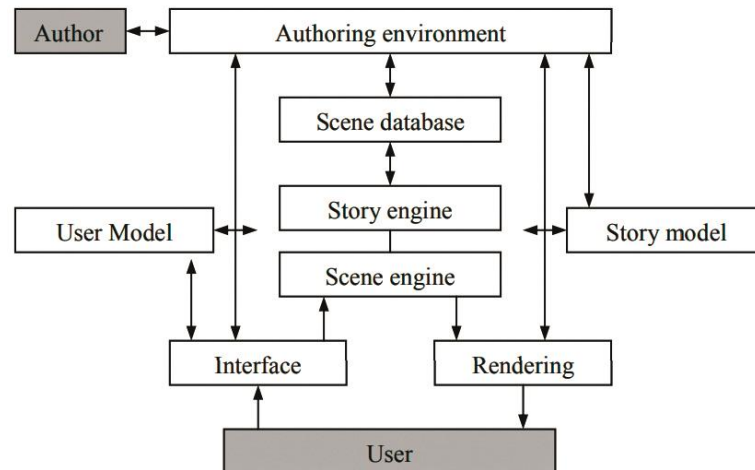 Author
Authoring environment
Scene database
User Model
Story engine
Story model
Scene engine
Interface
Rendering
User